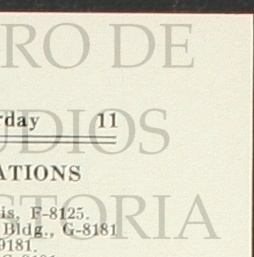 RO DE
rday 11
UDIOS
ATIONS
is, F-8125.
Bldg., G-8181
TORIA
9181.